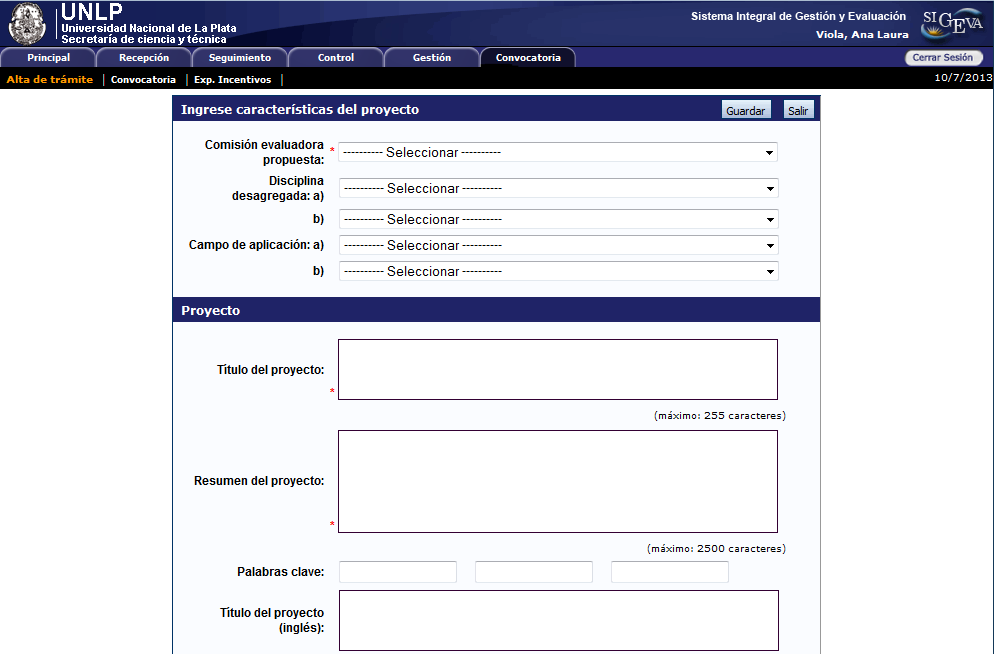 UNLP
Universidad Nacional de La Plata
Secretaría de ciencia y técnica
Sistema Integral de Gestión y Evaluación
Viola, Ana Laura
SIGEVA
Principal Recepción Seguimiento Control Gestión Convocatoria
Cerrar Sesión
Alta de trámite | Convocatoria | Exp. Incentivos |
10/7/2013
Ingrese características del proyecto Guardar Salir
Comisión evaluadora
propuesta: * ---------- Seleccionar ----------
Disciplina
desagregada: a) ---------- Seleccionar ----------
b) ---------- Seleccionar ----------
Campo de aplicación: a) ---------- Seleccionar ----------
b) ---------- Seleccionar ----------
Proyecto
Título del proyecto:
*
(máximo: 255 caracteres)
Resumen del proyecto:
*
(máximo: 2500 caracteres)
Palabras clave:
Título del proyecto
(inglés):